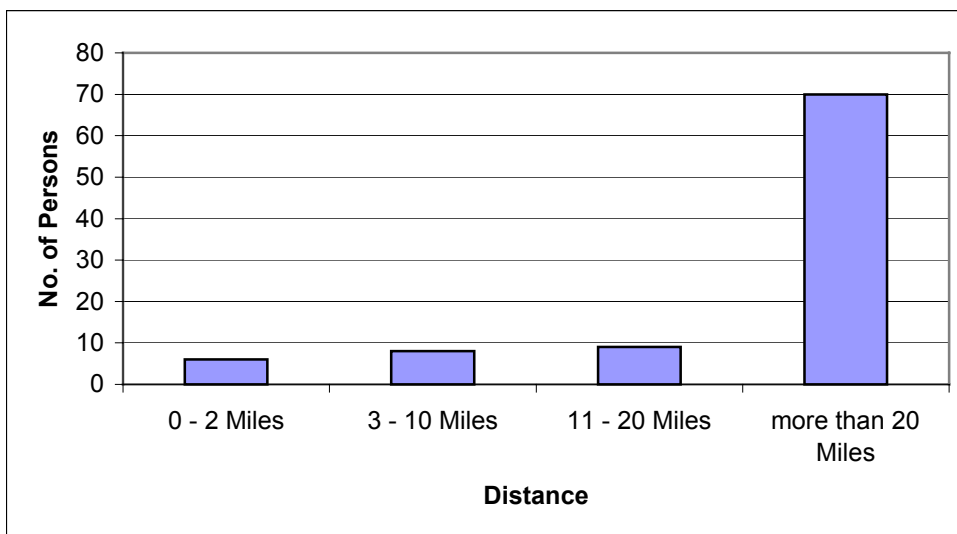 80
70
60
50
40
30
20
10
0
No. of Persons
0 - 2 Miles
3 - 10 Miles
11 - 20 Miles
more than 20
Miles
Distance